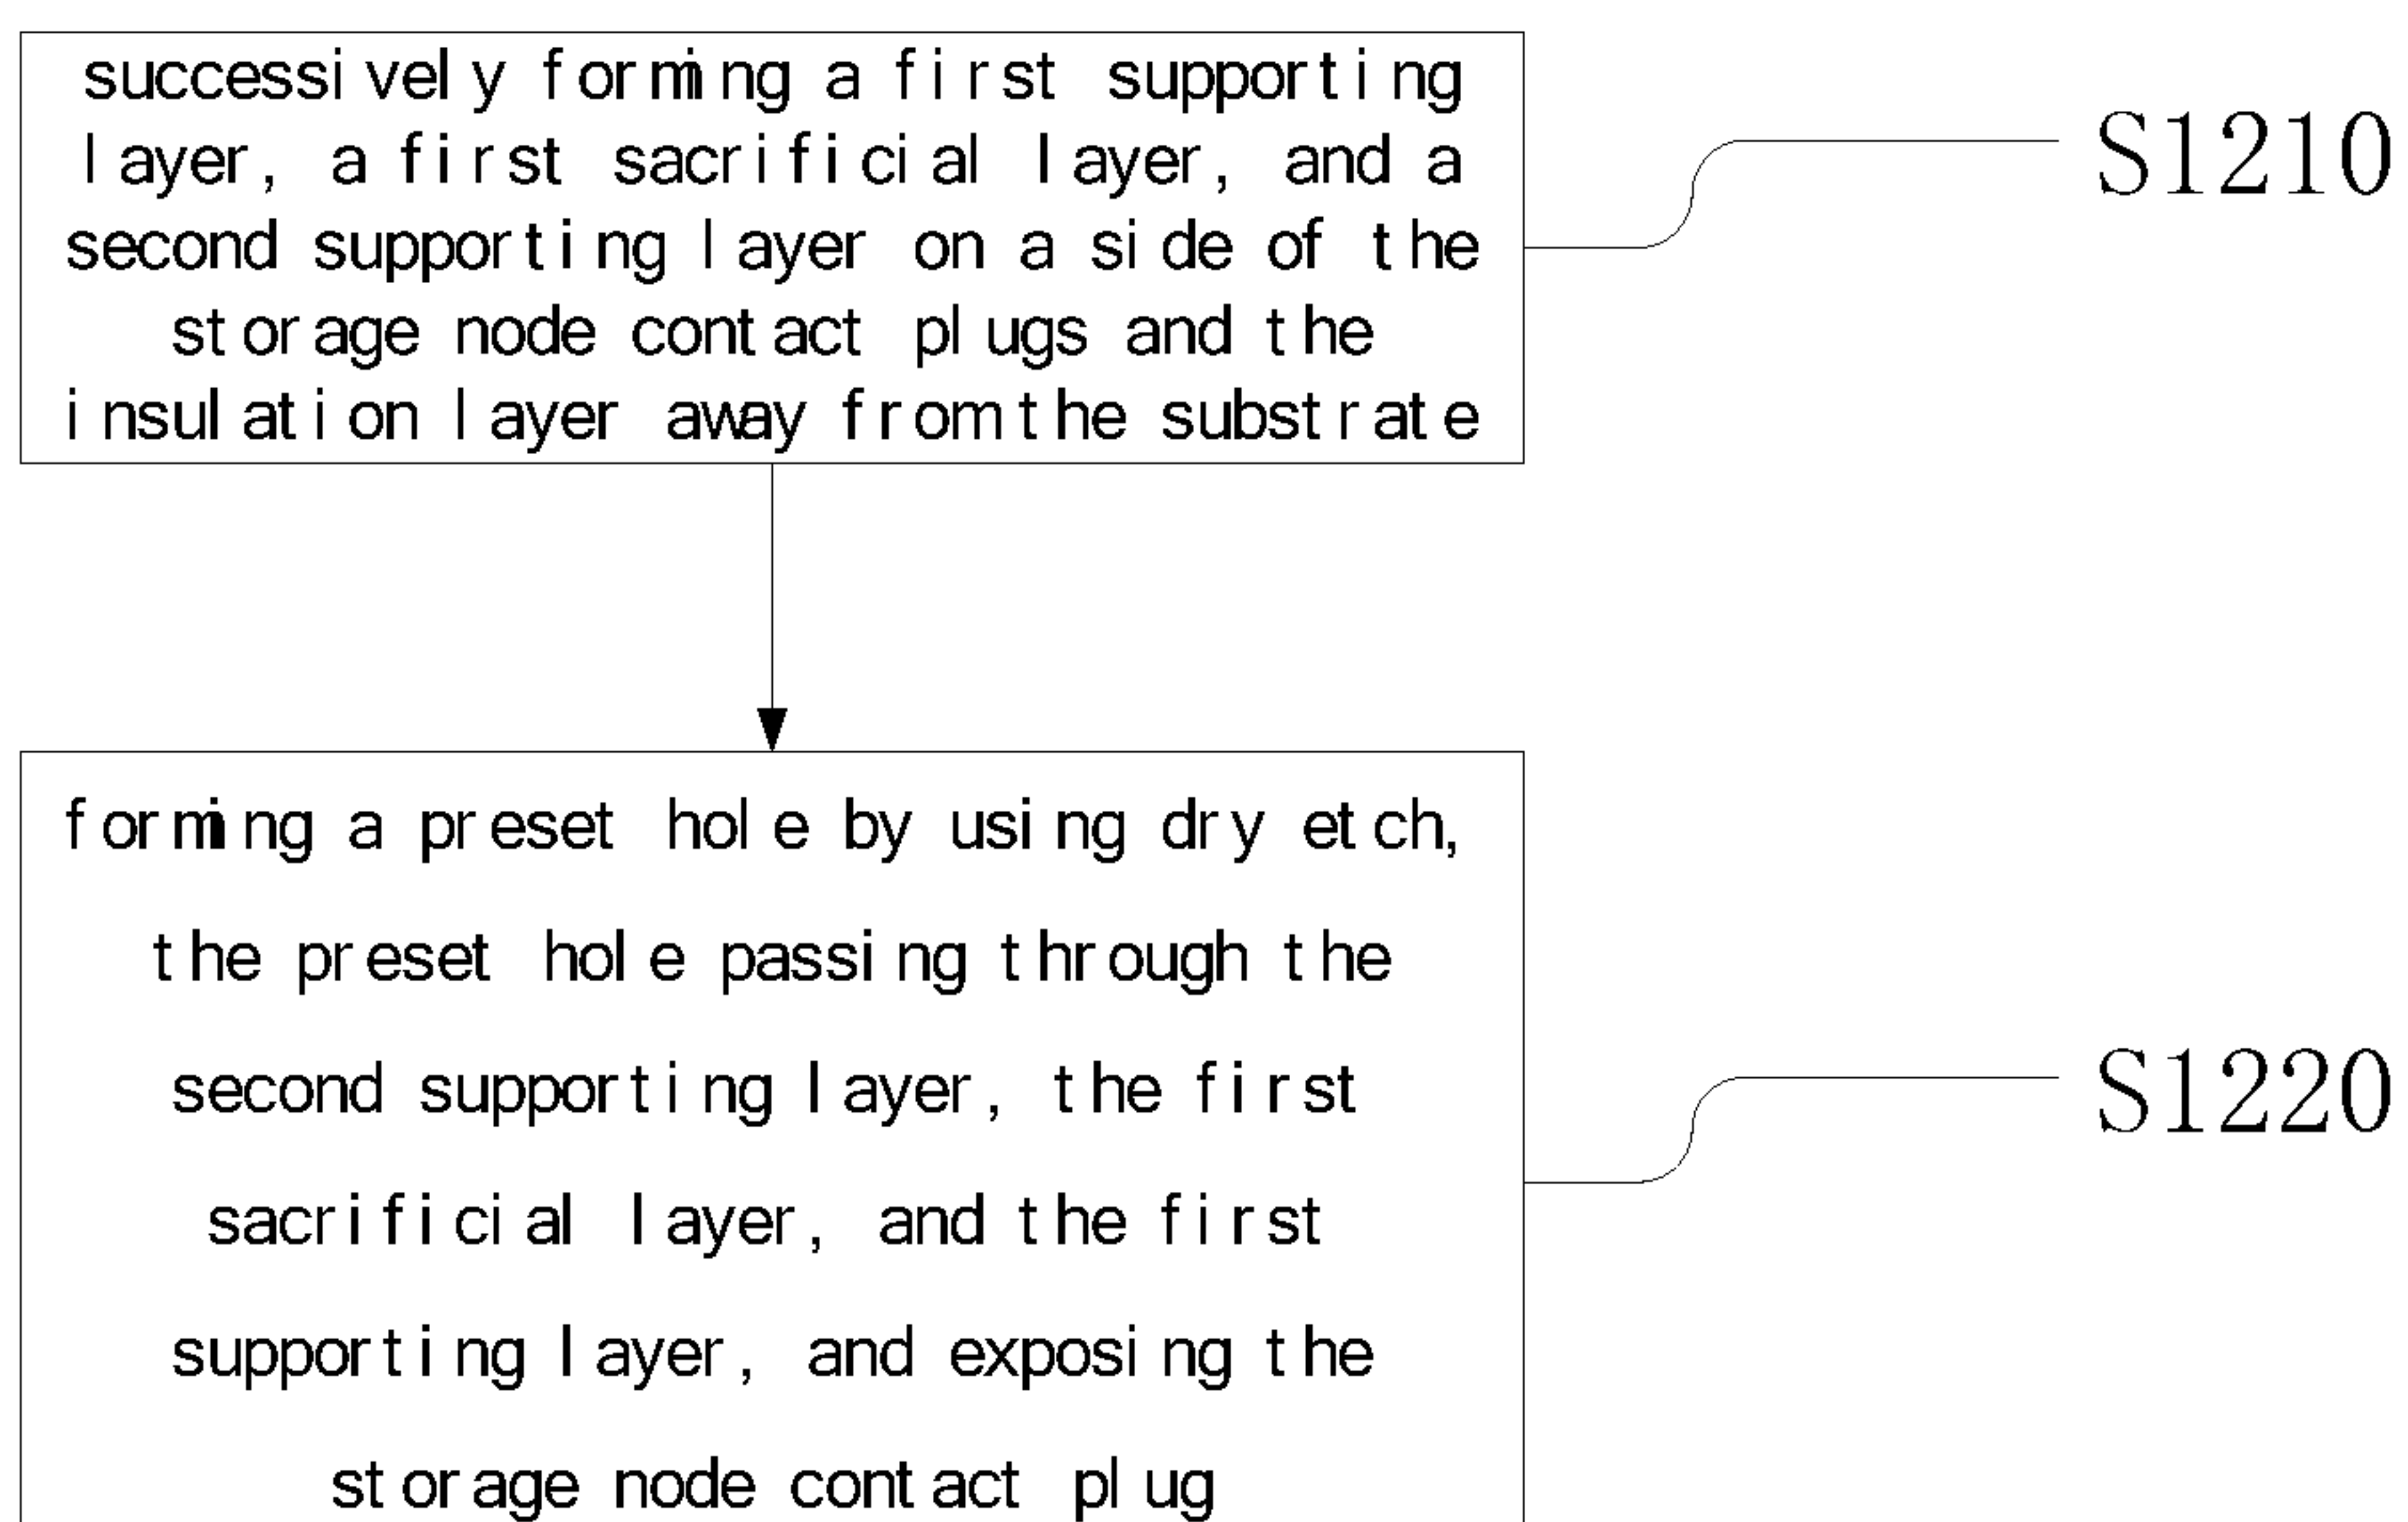 successively forming a first supporting
layer, a first sacrificial layer, and a
second supporting layer on a side of the
storage node contact plugs and the
insulation layer away from the substrate
S1210
forming a preset hole by using dry etch,
the preset hole passing through the
second supporting layer, the first
sacrificial layer, and the first
supporting layer, and exposing the
storage node contact plug
S1220